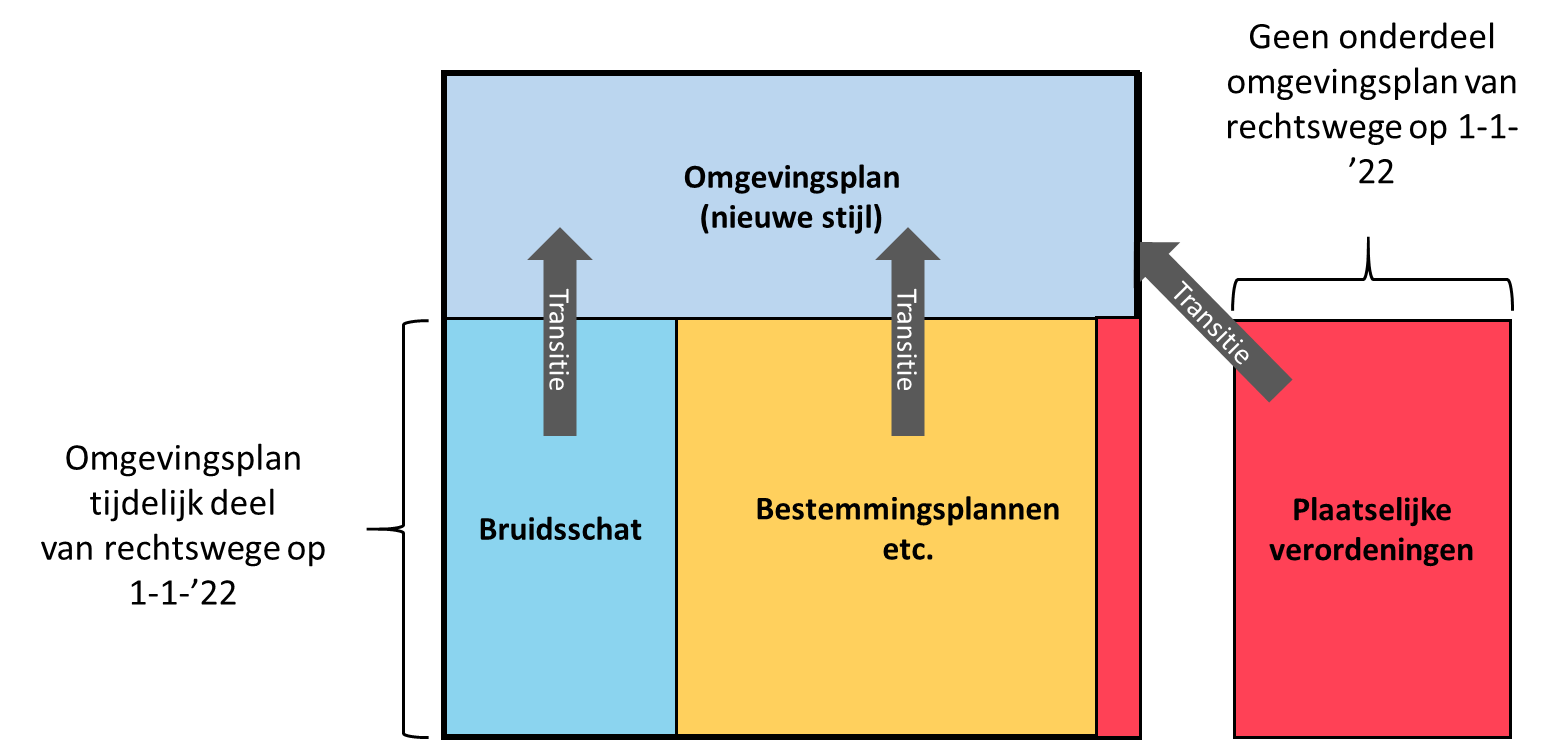 Geen onderdeel
omgevingsplan van
rechtswege op 1-1-
’22
Omgevingsplan
(nieuwe stijl)
Transitie
Transitie
Transitie
Omgevingsplan
tijdelijk deel
van rechtswege op
1-1-’22
Bruidsschat
Bestemmingsplannen
etc.
Plaatselijke
verordeningen